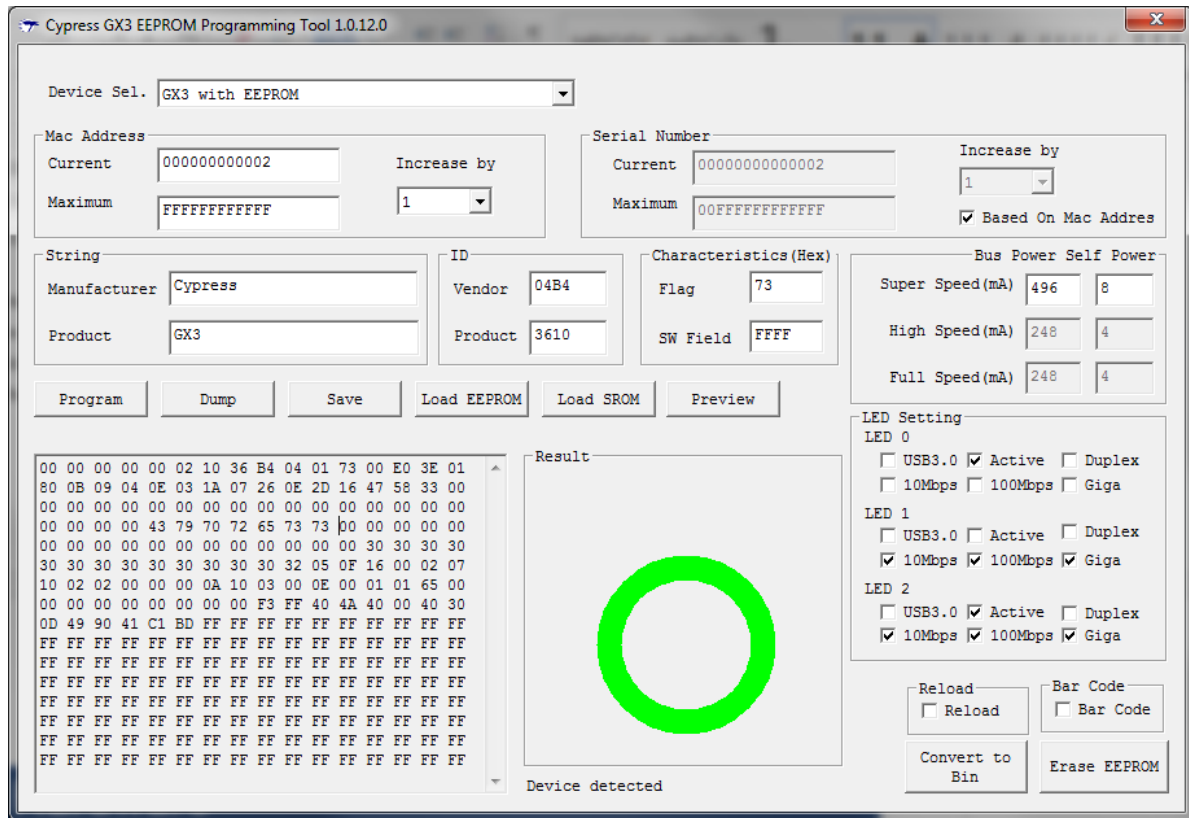 Cypress GX3 EEPROM Programming Tool 1.0.12.0
Device Sel. GX3 with EEPROM
Mac Address
Current 000000000002
Maximum FFFFFFFFFFFF
Increase by
1
Serial Number
Current 00000000000002
Maximum 00FFFFFFFFFFFF
Increase by
1
Based On Mac Addres
String
Manufacturer Cypress
Product GX3
ID
Vendor 04B4
Product 3610
Characteristics(Hex)
Flag 73
SW Field FFFF
Bus Power Self Power
Super Speed(mA) 496 8
High Speed(mA) 248 4
Full Speed(mA) 248 4
Program Dump Save Load EEPROM Load SROM Preview
00 00 00 00 00 02 10 36 B4 04 01 73 00 E0 3E 01
80 0B 09 04 0E 03 1A 07 26 0E 2D 16 47 58 33 00
00 00 00 00 00 00 00 00 00 00 00 00 00 00 00 00
00 00 00 00 43 79 70 72 65 73 73 00 00 00 00 00
00 00 00 00 00 00 00 00 00 00 00 00 30 30 30 30
30 30 30 30 30 30 30 30 30 32 05 0F 16 00 02 07
10 02 02 00 00 00 0A 10 03 00 0E 00 01 01 65 00
00 00 00 00 00 00 00 00 F3 FF 40 4A 40 00 40 30
0D 49 90 41 C1 BD FF FF FF FF FF FF FF FF FF FF
FF FF FF FF FF FF FF FF FF FF FF FF FF FF FF FF
FF FF FF FF FF FF FF FF FF FF FF FF FF FF FF FF
FF FF FF FF FF FF FF FF FF FF FF FF FF FF FF FF
FF FF FF FF FF FF FF FF FF FF FF FF FF FF FF FF
FF FF FF FF FF FF FF FF FF FF FF FF FF FF FF FF
FF FF FF FF FF FF FF FF FF FF FF FF FF FF FF FF
FF FF FF FF FF FF FF FF FF FF FF FF FF FF FF FF
Result
Device detected
LED Setting
LED 0
USB3.0 Active Duplex
10Mbps 100Mbps Giga
LED 1
USB3.0 Active Duplex
10Mbps 100Mbps Giga
LED 2
USB3.0 Active Duplex
10Mbps 100Mbps Giga
Reload
Reload
Bar Code
Bar Code
Convert to
Bin
Erase EEPROM